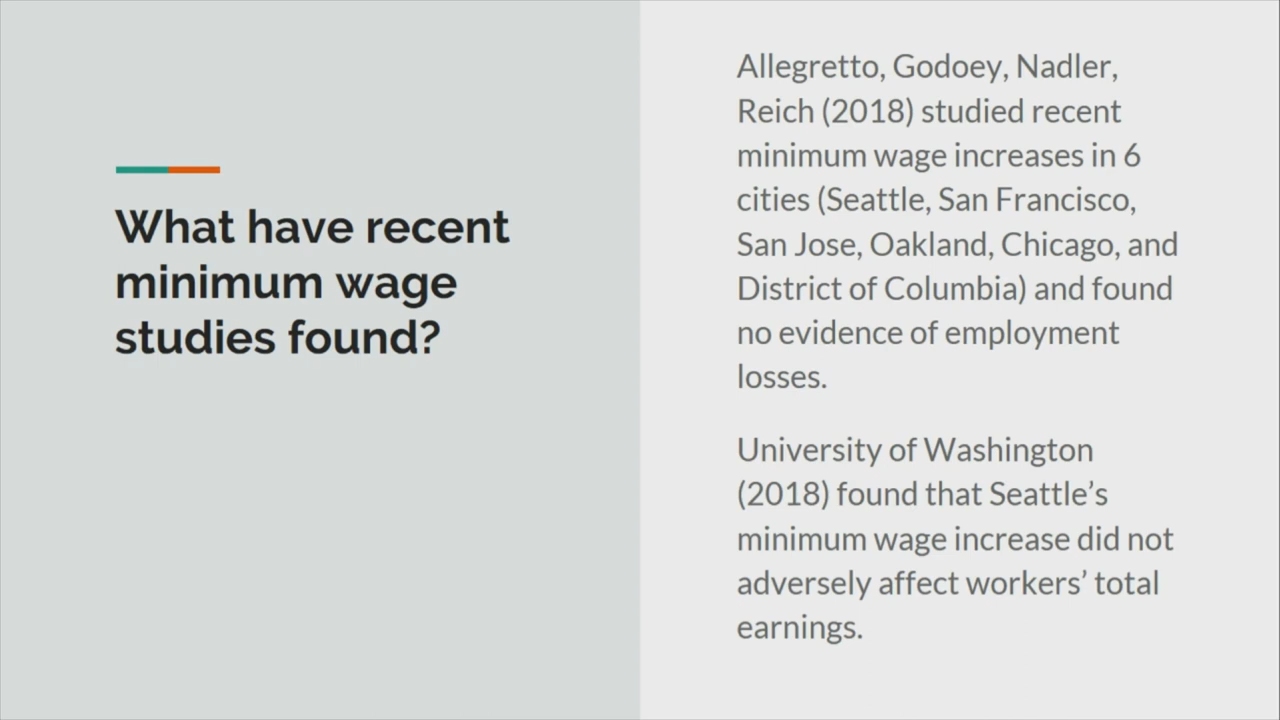 What have recent
minimum wage
studies found?
Allegretto, Godoey, Nadler,
Reich (2018) studied recent
minimum wage increases in 6
cities (Seattle, San Francisco,
San Jose, Oakland, Chicago, and
District of Columbia) and found
no evidence of employment
losses.
University of Washington
(2018) found that Seattle’s
minimum wage increase did not
adversely affect workers’ total
earnings.